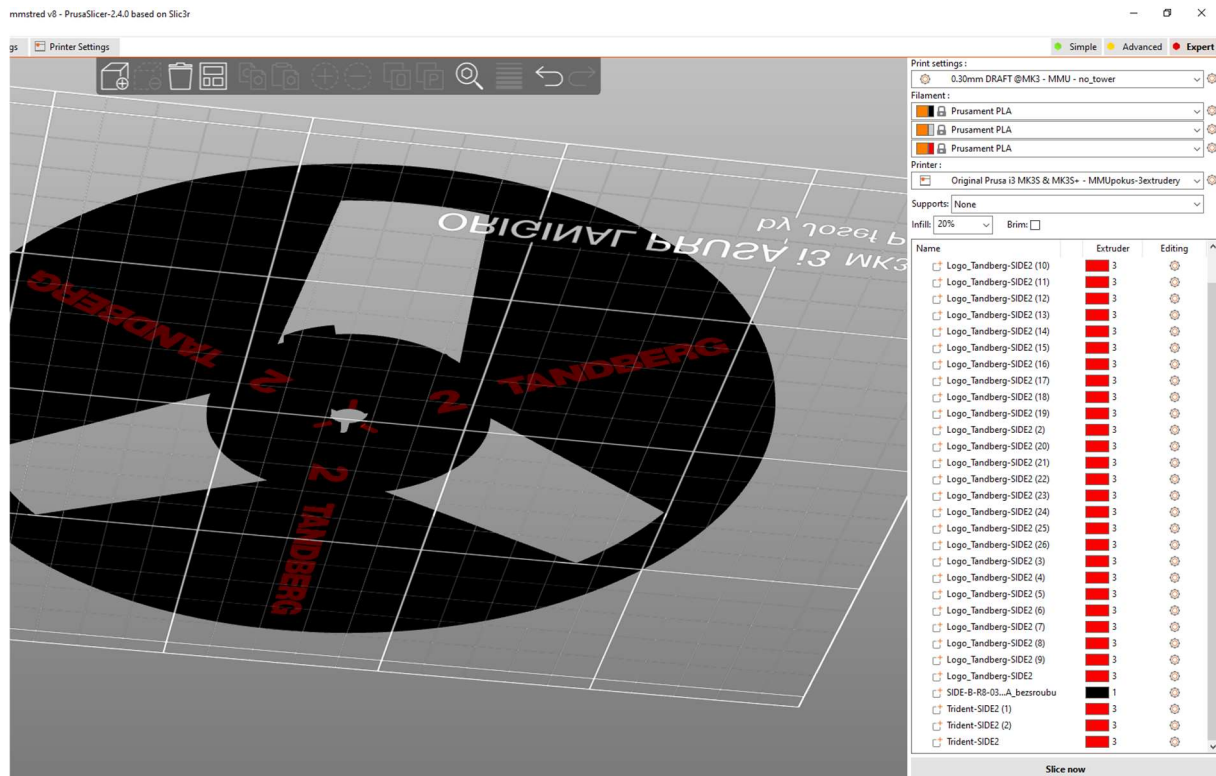 mmstred v8 - PrusaSlicer-2.4.0 based on Slic3r
gs Printer Settings
Simple Advanced Expert
Print settings :
0.30mm DRAFT @MK3 - MMU - no_tower
Filament :
Prusament PLA
Prusament PLA
Prusament PLA
Printer :
Original Prusa i3 MK3S & MK3S+ - MMUpokus-3extrudery
Supports: None
Infill: 20% Brim:
Name Extruder Editing
Logo_Tandberg-SIDE2 (10) 3
Logo_Tandberg-SIDE2 (11) 3
Logo_Tandberg-SIDE2 (12) 3
Logo_Tandberg-SIDE2 (13) 3
Logo_Tandberg-SIDE2 (14) 3
Logo_Tandberg-SIDE2 (15) 3
Logo_Tandberg-SIDE2 (16) 3
Logo_Tandberg-SIDE2 (17) 3
Logo_Tandberg-SIDE2 (18) 3
Logo_Tandberg-SIDE2 (19) 3
Logo_Tandberg-SIDE2 (2) 3
Logo_Tandberg-SIDE2 (20) 3
Logo_Tandberg-SIDE2 (21) 3
Logo_Tandberg-SIDE2 (22) 3
Logo_Tandberg-SIDE2 (23) 3
Logo_Tandberg-SIDE2 (24) 3
Logo_Tandberg-SIDE2 (25) 3
Logo_Tandberg-SIDE2 (26) 3
Logo_Tandberg-SIDE2 (3) 3
Logo_Tandberg-SIDE2 (4) 3
Logo_Tandberg-SIDE2 (5) 3
Logo_Tandberg-SIDE2 (6) 3
Logo_Tandberg-SIDE2 (7) 3
Logo_Tandberg-SIDE2 (8) 3
Logo_Tandberg-SIDE2 (9) 3
Logo_Tandberg-SIDE2 3
SIDE-B-R8-03...A_bezsroubu 1
Trident-SIDE2 (1) 3
Trident-SIDE2 (2) 3
Trident-SIDE2 3
Slice now
ORIGINAL PRUSA i3 MK3
by Josef P
TANDBERG
2
2 TANDBERG
2
TANDBERG